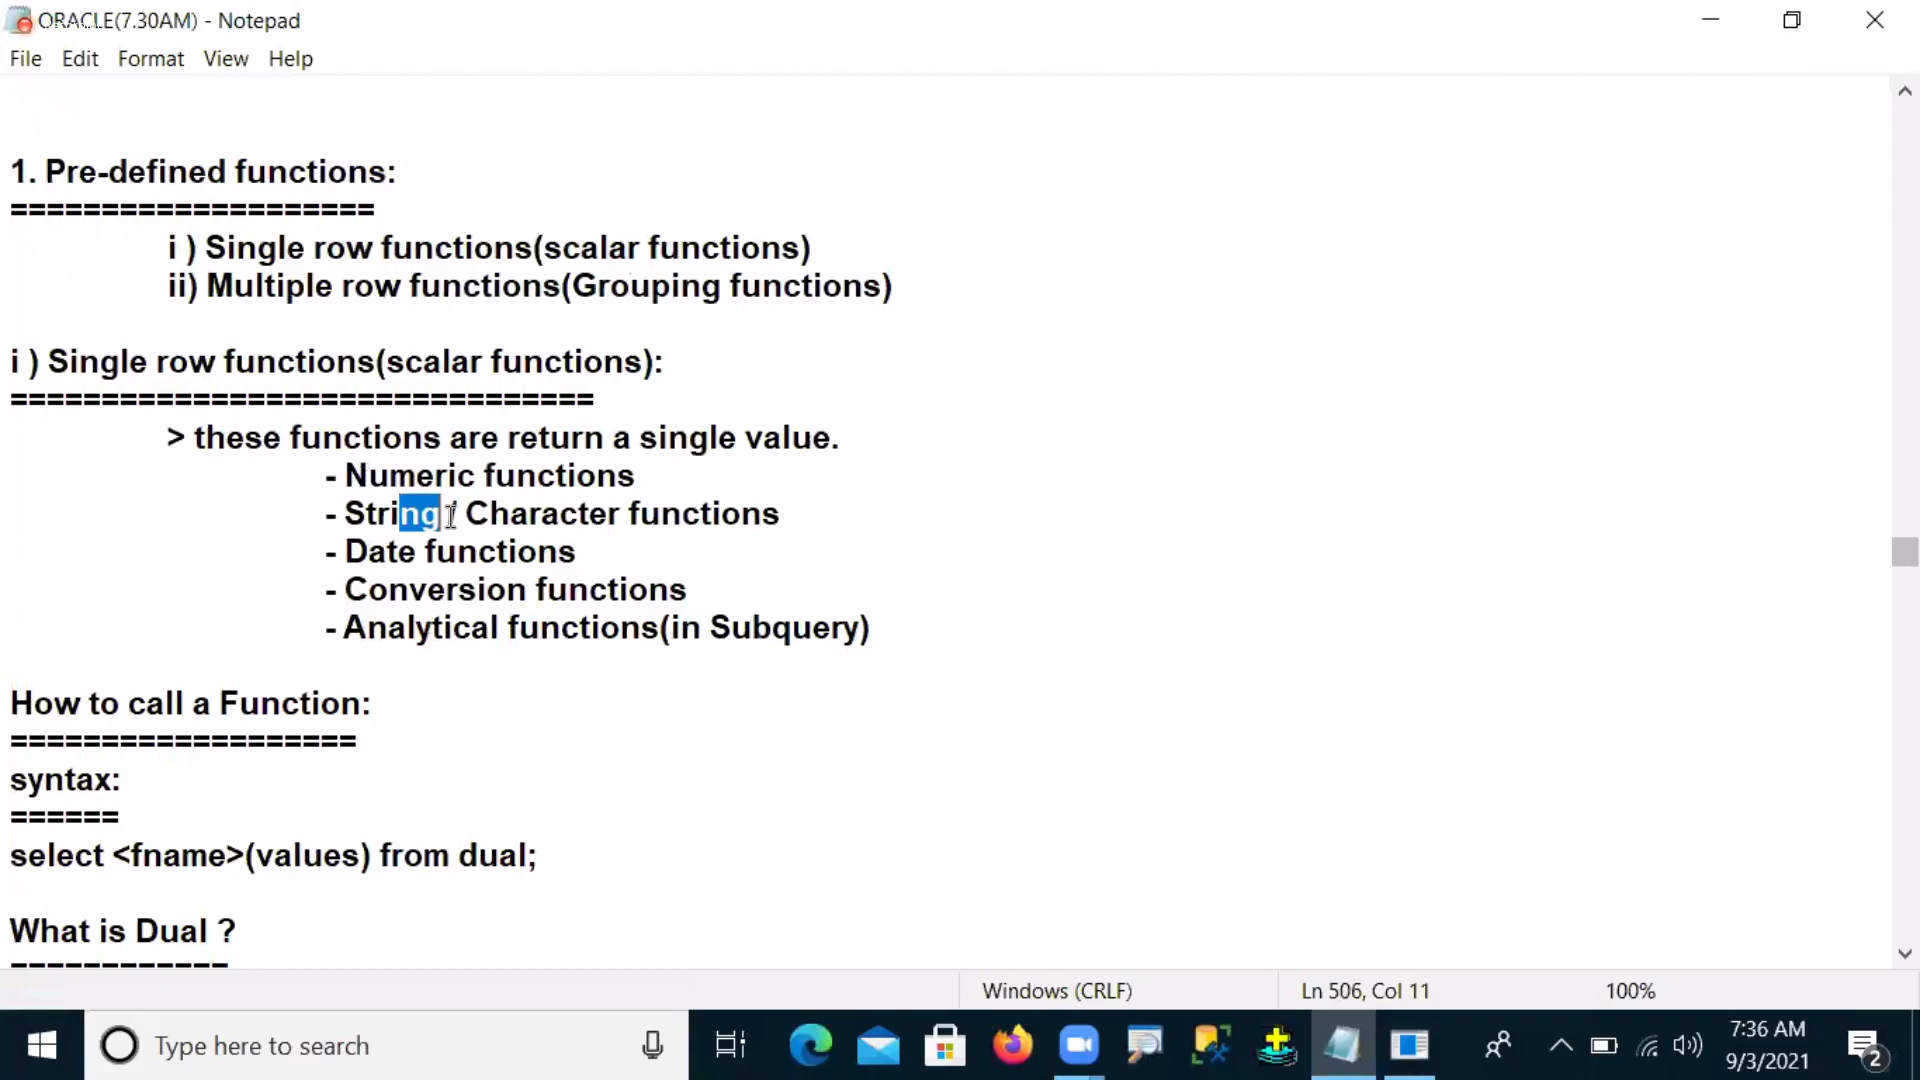 ORACLE(7.30AM) - Notepad
File Edit Format View Help
1. Pre-defined functions:
====================
i ) Single row functions(scalar functions)
ii) Multiple row functions(Grouping functions)
i ) Single row functions(scalar functions):
================================
> these functions are return a single value.
- Numeric functions
- String / Character functions
- Date functions
- Conversion functions
- Analytical functions(in Subquery)
How to call a Function:
===================
syntax:
======
select <fname>(values) from dual;
What is Dual ?
============
Windows (CRLF) Ln 506, Col 11 100%
Type here to search
7:36 AM
9/3/2021
2